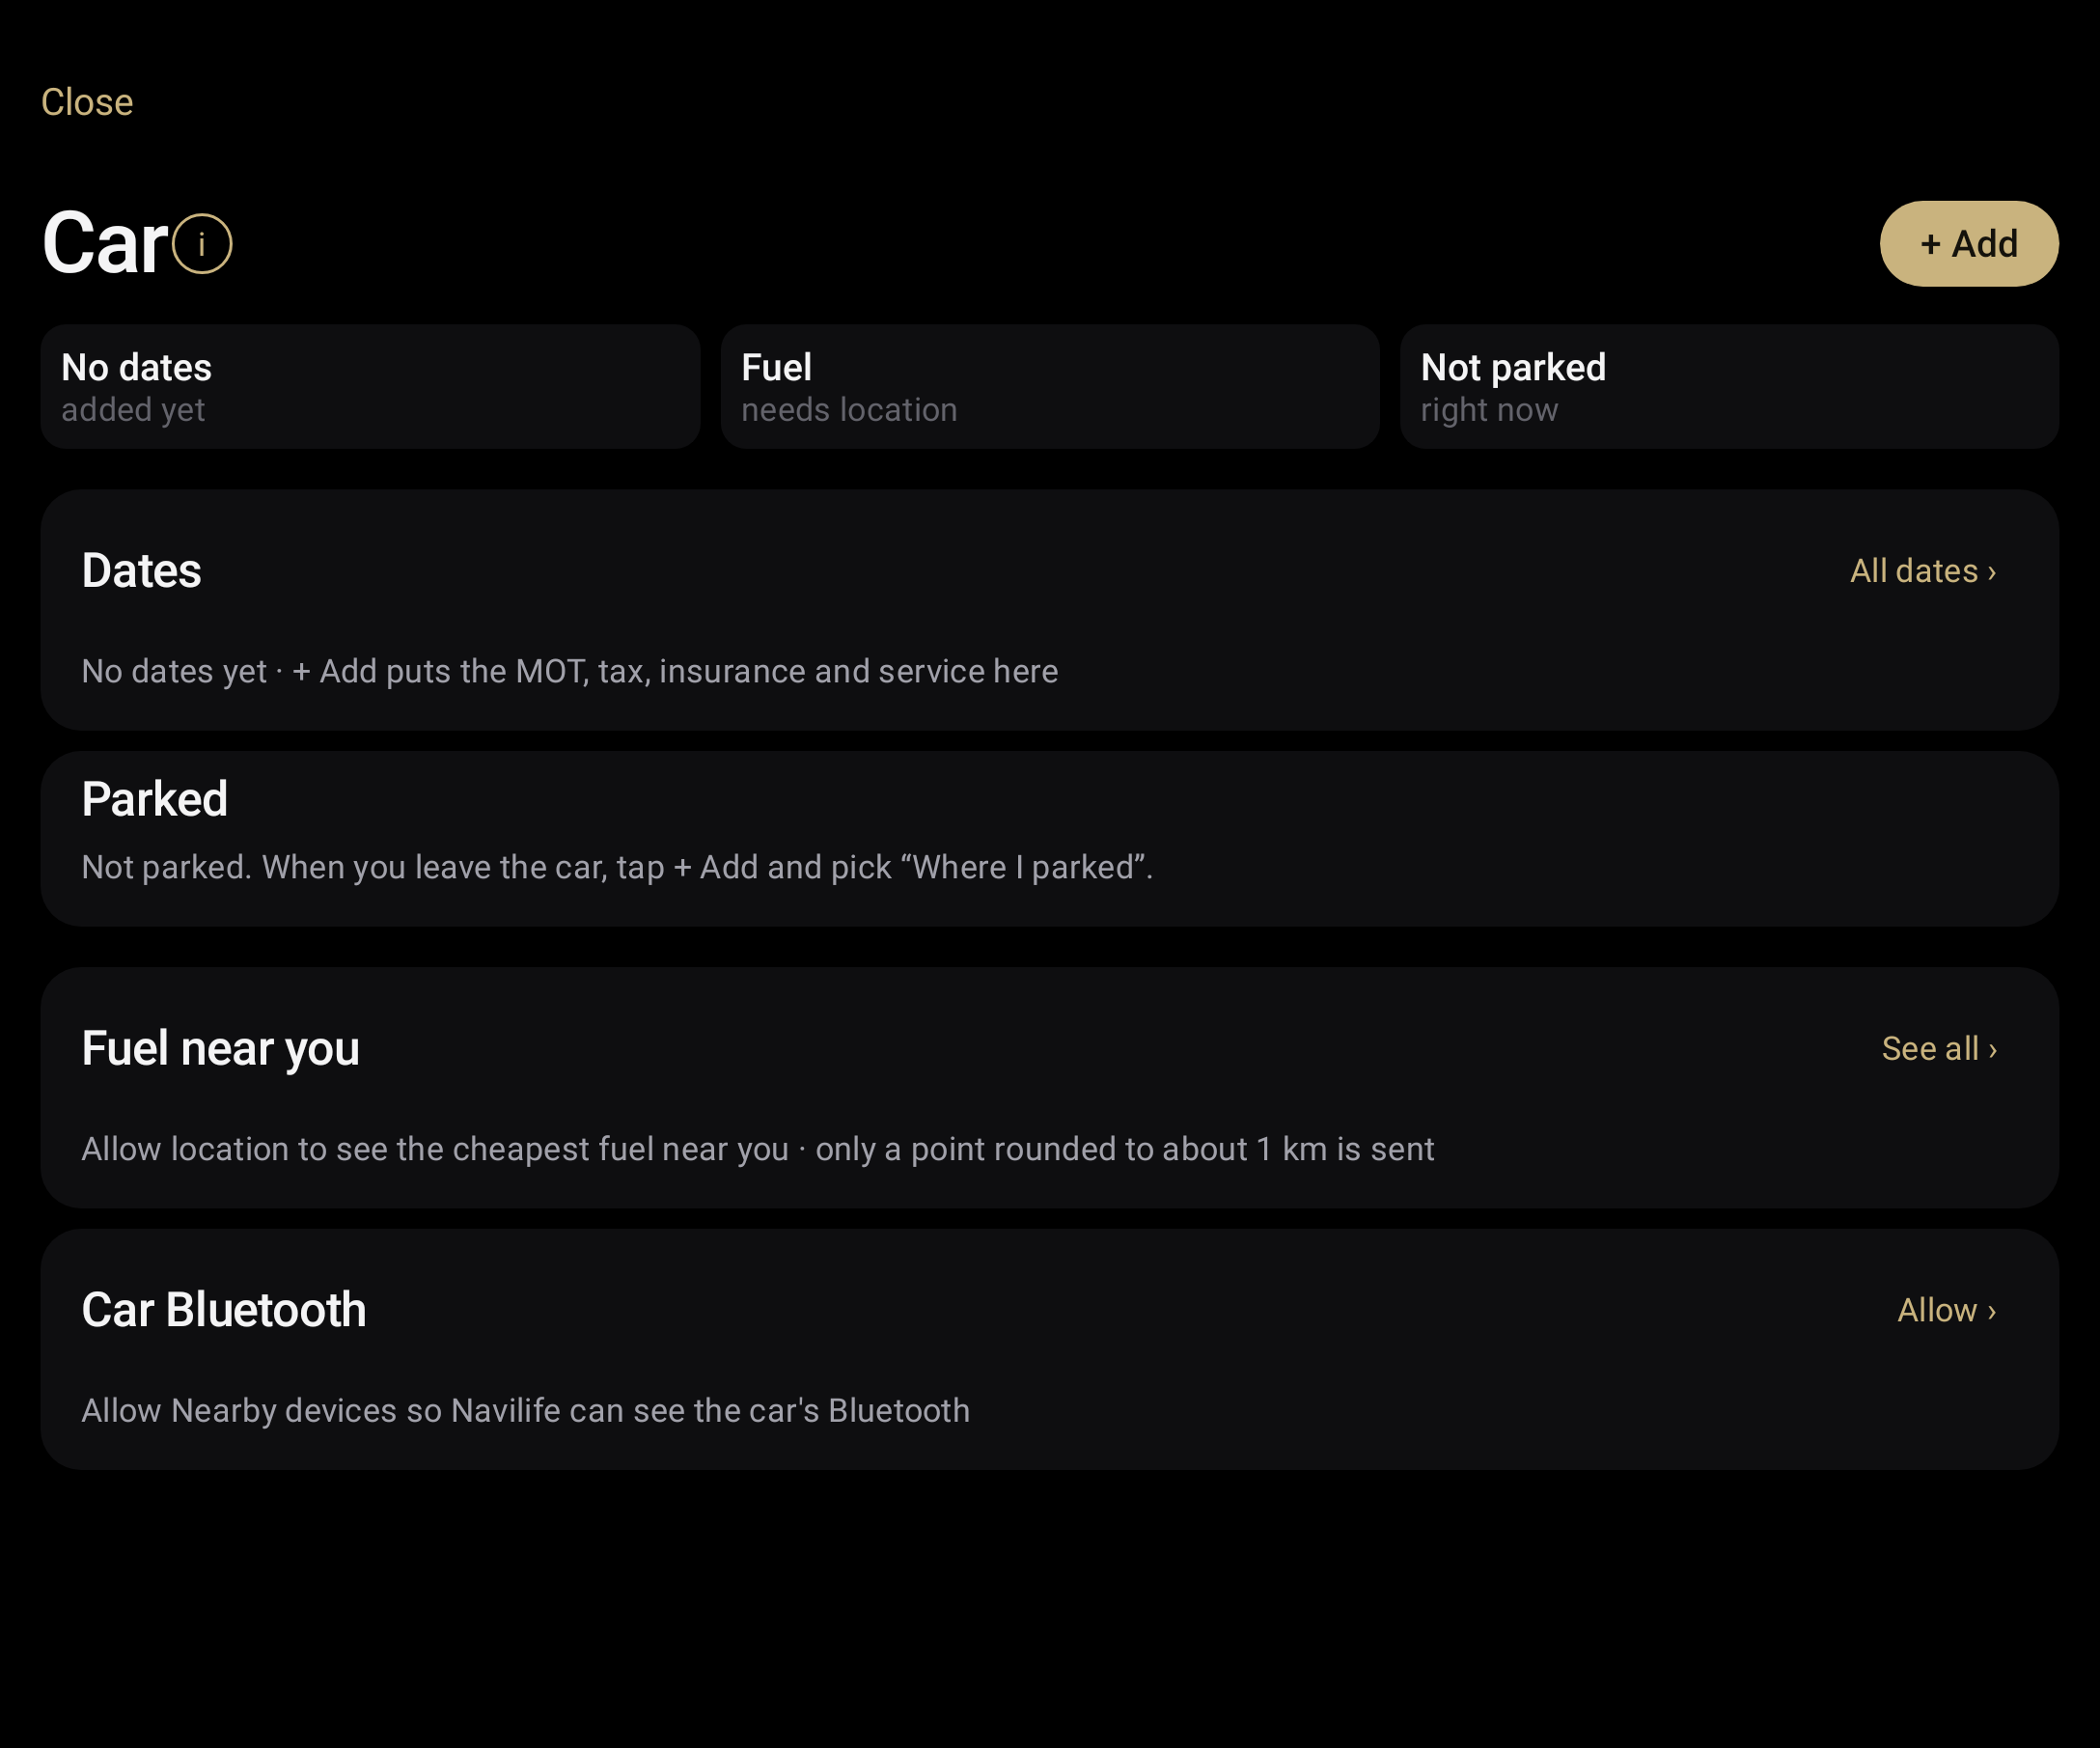 Close
Car i
+ Add
No dates
added yet
Fuel
needs location
Not parked
right now
Dates
All dates ›
No dates yet · + Add puts the MOT, tax, insurance and service here
Parked
Not parked. When you leave the car, tap + Add and pick “Where I parked”.
Fuel near you
See all ›
Allow location to see the cheapest fuel near you · only a point rounded to about 1 km is sent
Car Bluetooth
Allow ›
Allow Nearby devices so Navilife can see the car's Bluetooth